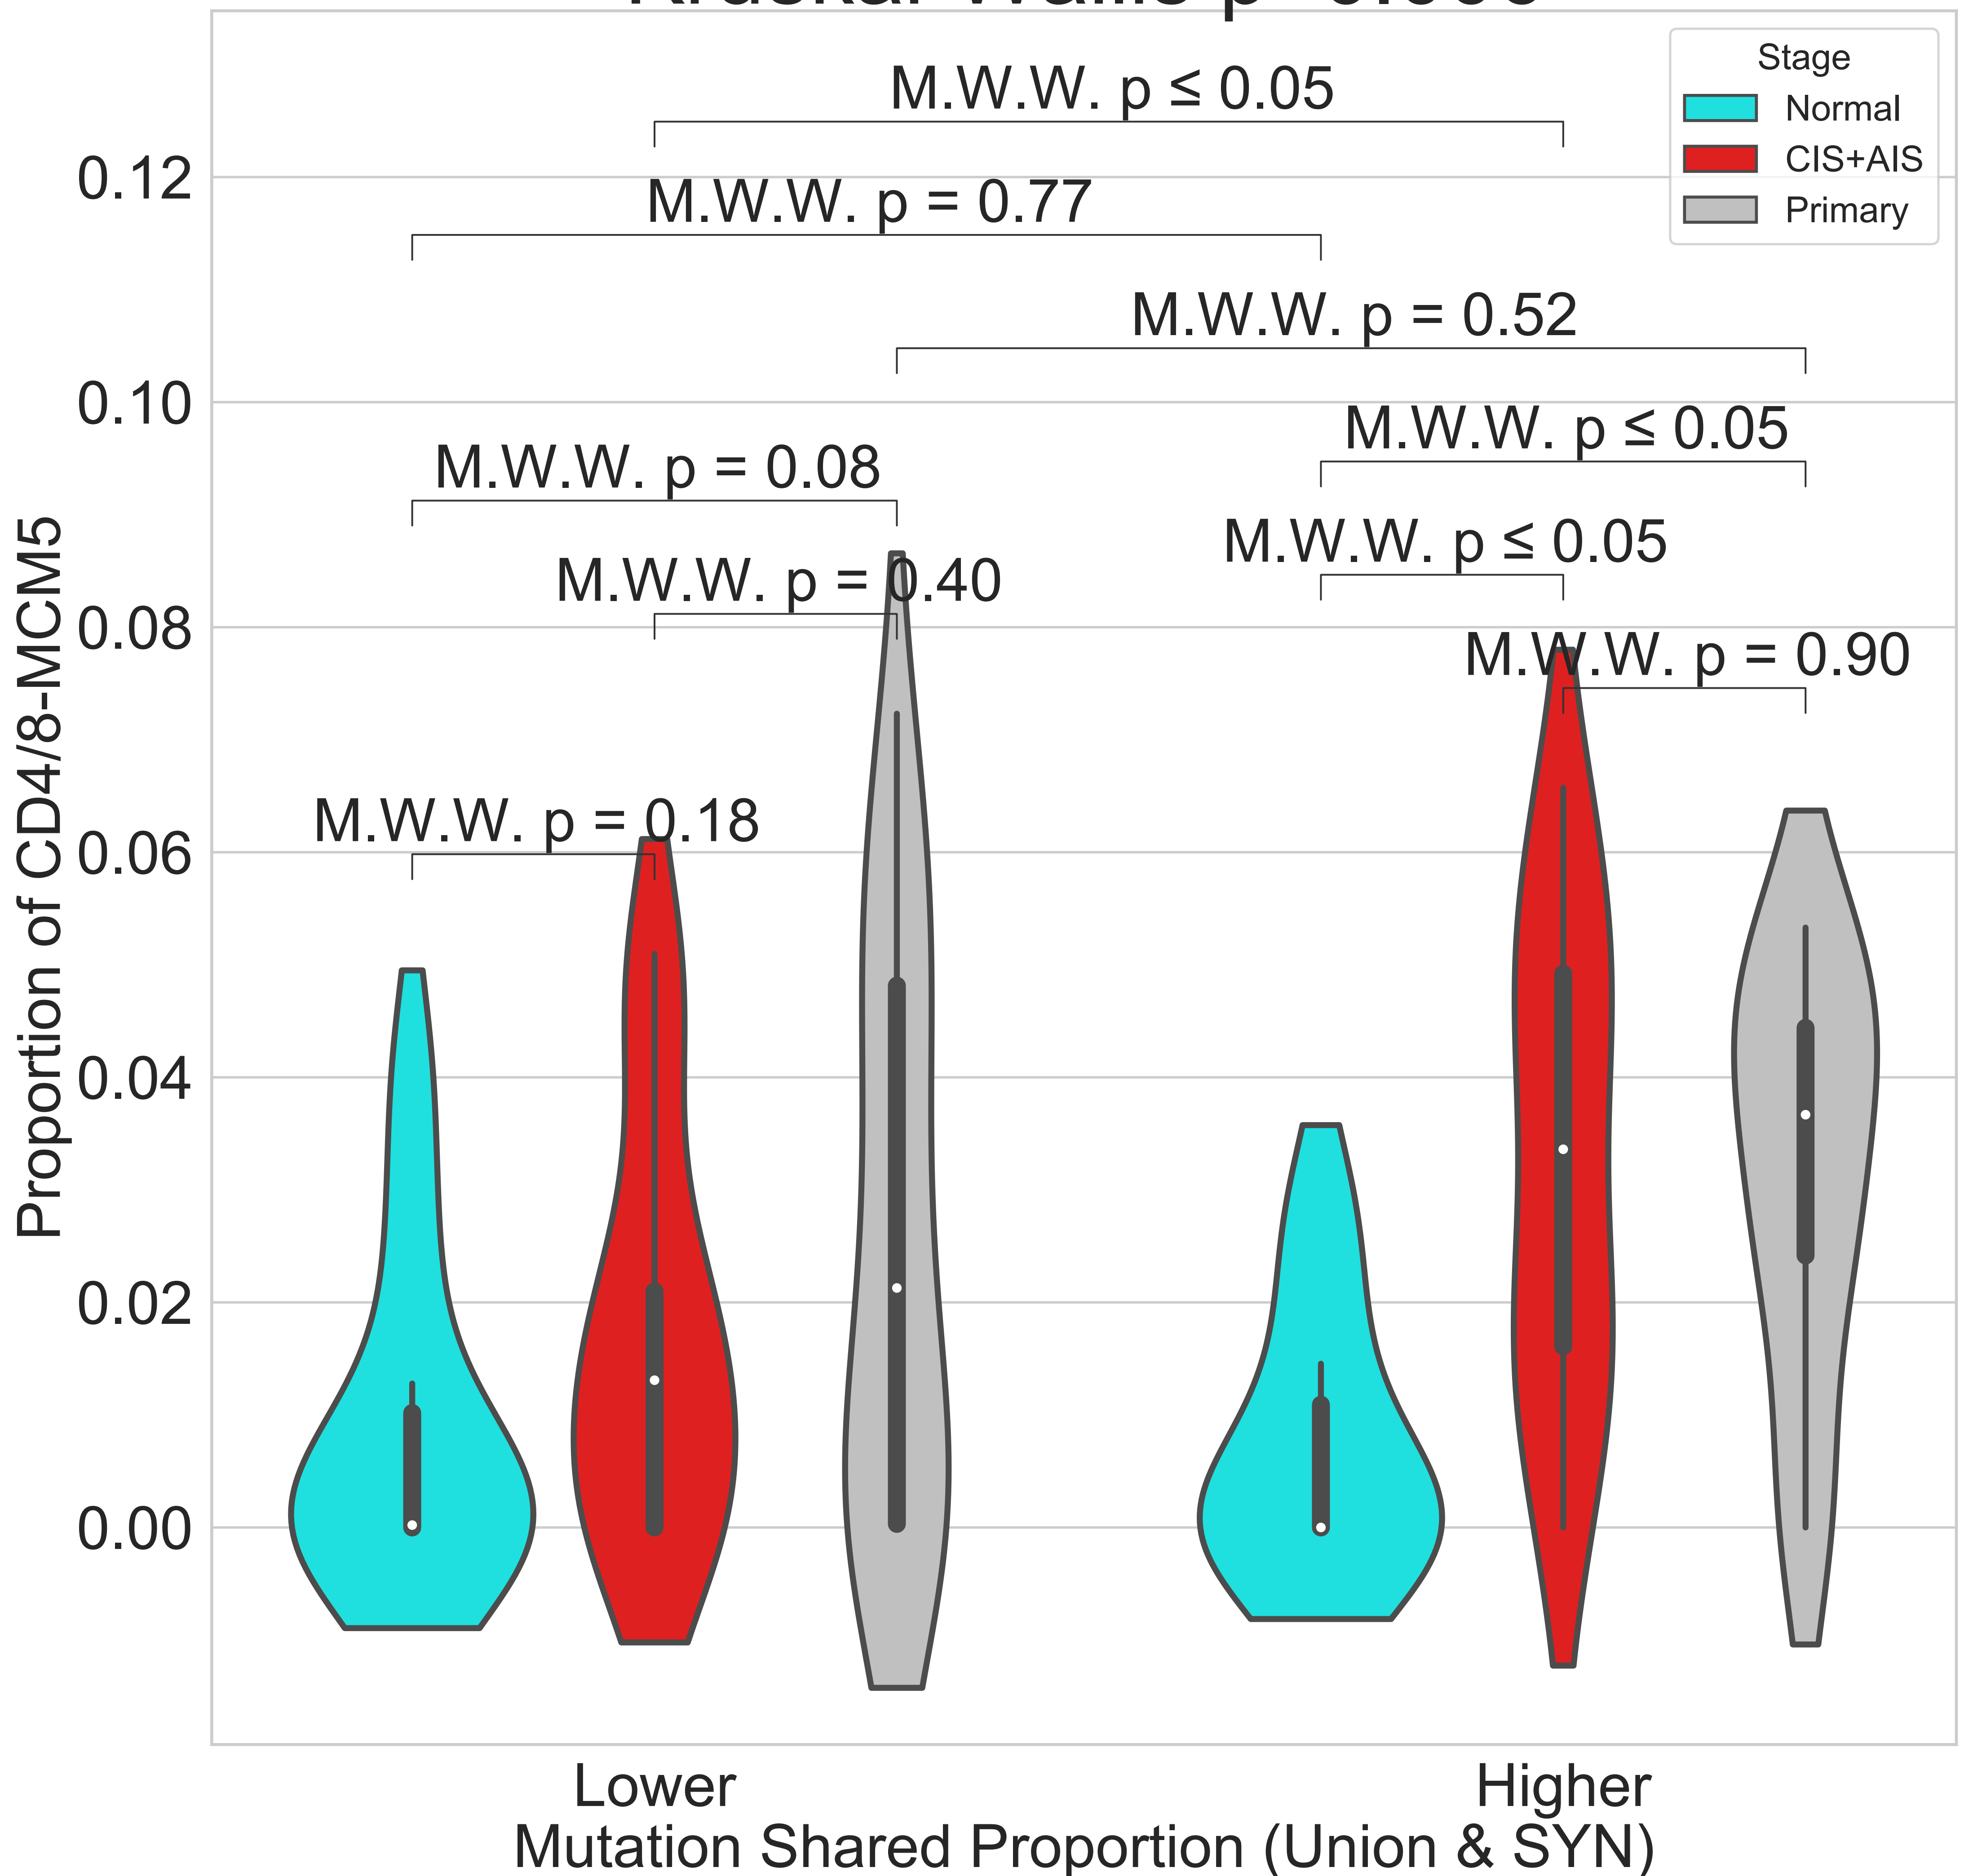 M.W.W. p ≤ 0.05
Stage
Normal
CIS+AIS
Primary
0.12
M.W.W. p = 0.77
M.W.W. p = 0.52
0.10
M.W.W. p ≤ 0.05
M.W.W. p = 0.08
M.W.W. p ≤ 0.05
M.W.W. p = 0.40
0.08
M.W.W. p = 0.90
M.W.W. p = 0.18
0.06
0.04
0.02
0.00
Proportion of CD4/8-MCM5
Lower
Higher
Mutation Shared Proportion (Union & SYN)